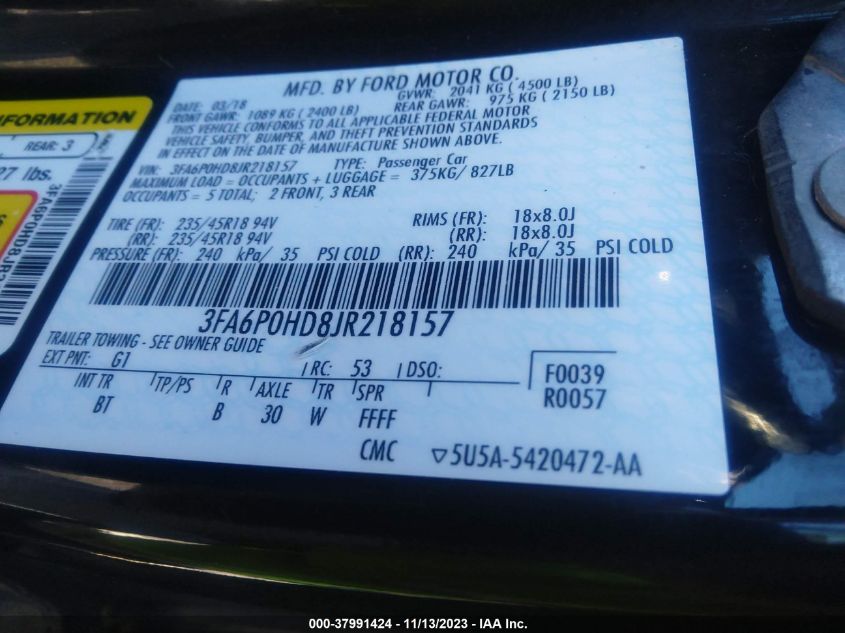 MFD. BY FORD MOTOR CO.
DATE: 03/18 GVWR: 2041 KG ( 4500 LB)
FRONT GAWR: 1089 KG ( 2400 LB) REAR GAWR: 975 KG ( 2150 LB)
THIS VEHICLE CONFORMS TO ALL APPLICABLE FEDERAL MOTOR
VEHICLE SAFETY, BUMPER, AND THEFT PREVENTION STANDARDS
IN EFFECT ON THE DATE OF MANUFACTURE SHOWN ABOVE.
VIN: 3FA6P0HD8JR218157 TYPE: Passenger Car
MAXIMUM LOAD = OCCUPANTS + LUGGAGE = 375KG/ 827LB
OCCUPANTS = 5 TOTAL; 2 FRONT, 3 REAR
TIRE (FR): 235/45R18 94V RIMS (FR): 18x8.0J
(RR): 235/45R18 94V (RR): 18x8.0J
PRESSURE (FR): 240 kPa/ 35 PSI COLD (RR): 240 kPa/ 35 PSI COLD
3FA6P0HD8JR218157
TRAILER TOWING - SEE OWNER GUIDE
EXT PNT: G1 RC: 53 DSO:
F0039
R0057
INT TR TP/PS R AXLE TR SPR
BT B 30 W FFFF
CMC ▽5U5A-5420472-AA
INFORMATION
REAR: 3
27 lbs.
3FA6P0HD8JR2
000-37991424 | 11/13/2023 | IAA Inc.